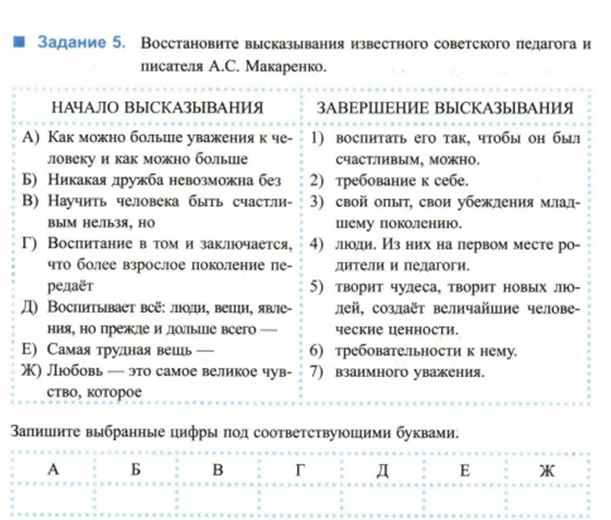 Задание 5. Восстановите высказывания известного советского педагога и
писателя А.С. Макаренко.
НАЧАЛО ВЫСКАЗЫВАНИЯ
А) Как можно больше уважения к че-
ловеку и как можно больше
Б) Никакая дружба невозможна без
В) Научить человека быть счастли-
вым нельзя, но
Г) Воспитание в том и заключается,
что более взрослое поколение пе-
редаёт
Д) Воспитывает всё: люди, вещи, явле-
ния, но прежде и дольше всего —
Е) Самая трудная вещь —
Ж) Любовь — это самое великое чув-
ство, которое
ЗАВЕРШЕНИЕ ВЫСКАЗЫВАНИЯ
1) воспитать его так, чтобы он был
счастливым, можно.
2) требование к себе.
3) свой опыт, свои убеждения млад-
шему поколению.
4) люди. Из них на первом месте ро-
дители и педагоги.
5) творит чудеса, творит новых лю-
дей, создаёт величайшие челове-
ческие ценности.
6) требовательности к нему.
7) взаимного уважения.
Запишите выбранные цифры под соответствующими буквами.
А Б В Г Д Е Ж